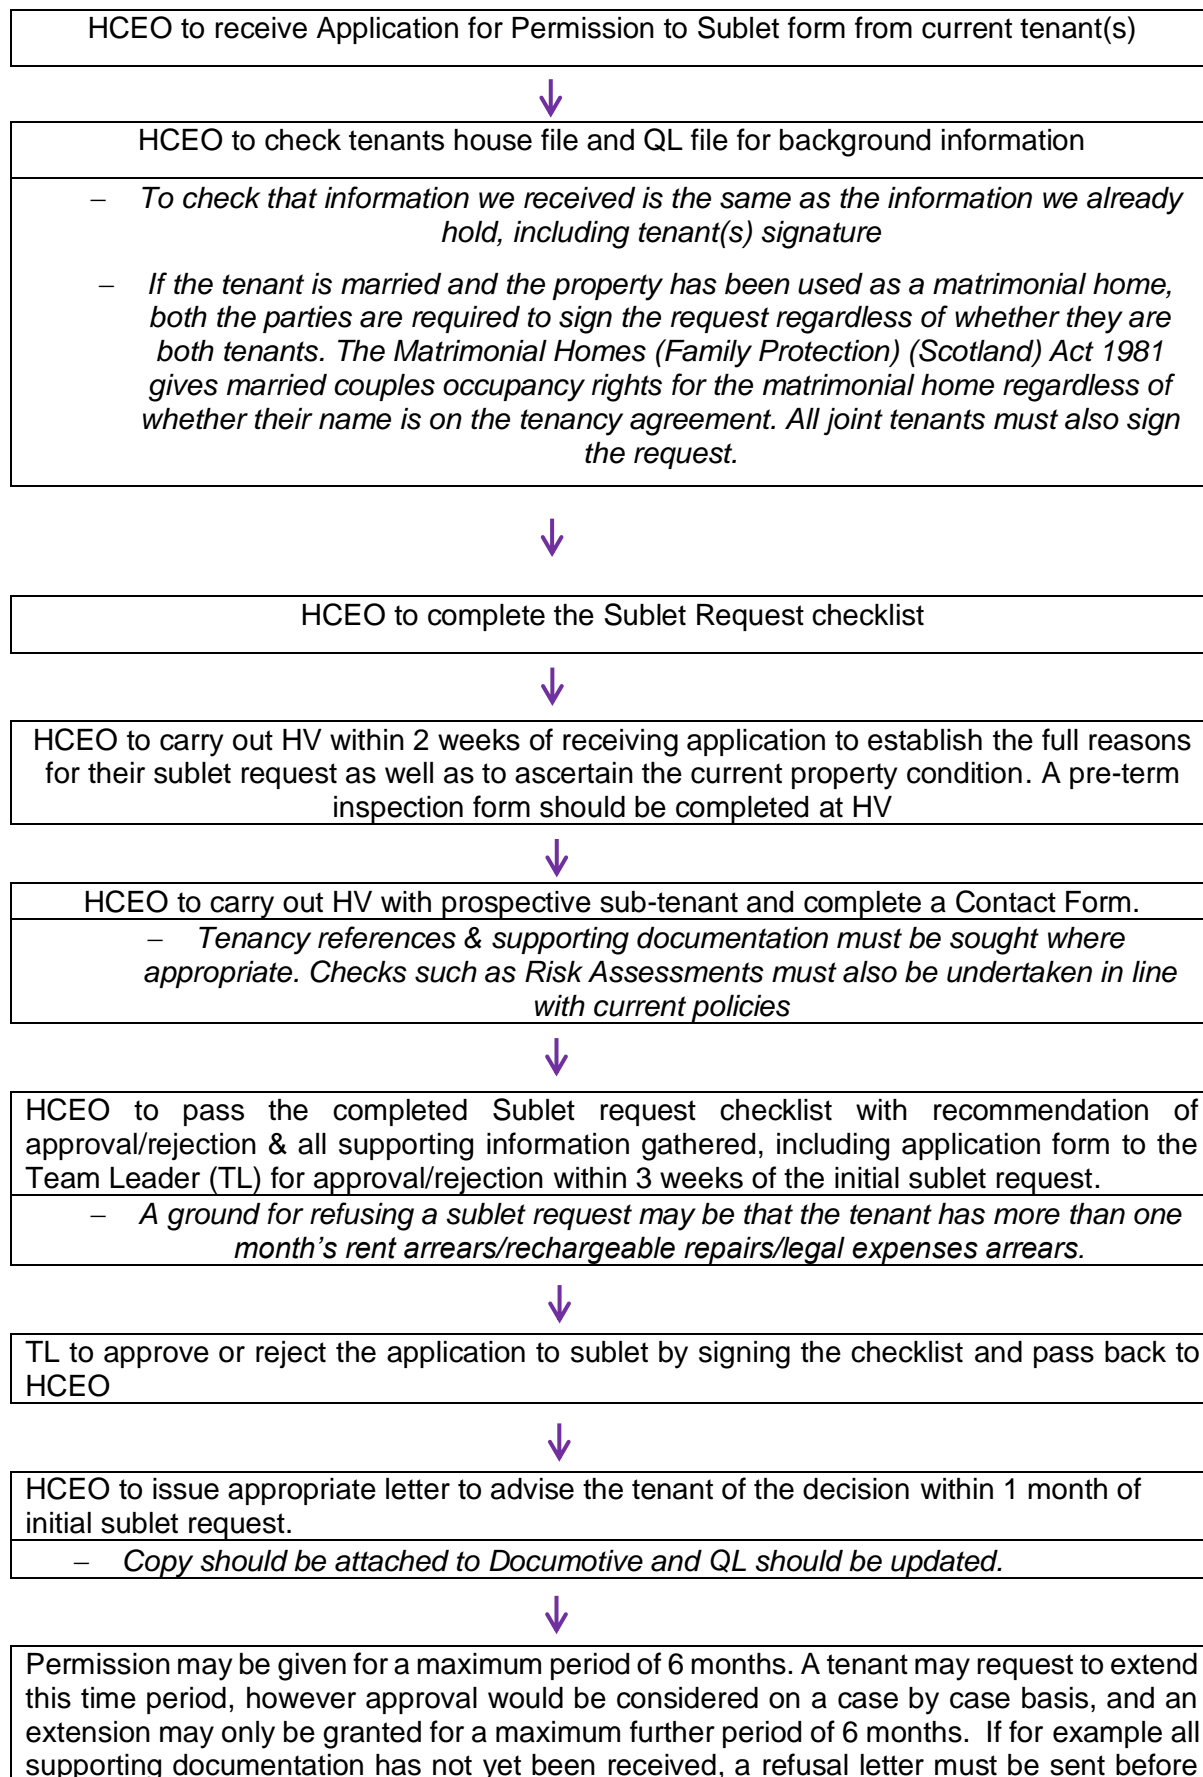 HCEO to receive Application for Permission to Sublet form from current tenant(s)
HCEO to check tenants house file and QL file for background information
– To check that information we received is the same as the information we already
hold, including tenant(s) signature
– If the tenant is married and the property has been used as a matrimonial home,
both the parties are required to sign the request regardless of whether they are
both tenants. The Matrimonial Homes (Family Protection) (Scotland) Act 1981
gives married couples occupancy rights for the matrimonial home regardless of
whether their name is on the tenancy agreement. All joint tenants must also sign
the request.
HCEO to complete the Sublet Request checklist
HCEO to carry out HV within 2 weeks of receiving application to establish the full reasons
for their sublet request as well as to ascertain the current property condition. A pre-term
inspection form should be completed at HV
HCEO to carry out HV with prospective sub-tenant and complete a Contact Form.
– Tenancy references & supporting documentation must be sought where
appropriate. Checks such as Risk Assessments must also be undertaken in line
with current policies
HCEO to pass the completed Sublet request checklist with recommendation of
approval/rejection & all supporting information gathered, including application form to the
Team Leader (TL) for approval/rejection within 3 weeks of the initial sublet request.
– A ground for refusing a sublet request may be that the tenant has more than one
month’s rent arrears/rechargeable repairs/legal expenses arrears.
TL to approve or reject the application to sublet by signing the checklist and pass back to
HCEO
HCEO to issue appropriate letter to advise the tenant of the decision within 1 month of
initial sublet request.
– Copy should be attached to Documotive and QL should be updated.
Permission may be given for a maximum period of 6 months. A tenant may request to extend
this time period, however approval would be considered on a case by case basis, and an
extension may only be granted for a maximum further period of 6 months. If for example all
supporting documentation has not yet been received, a refusal letter must be sent before